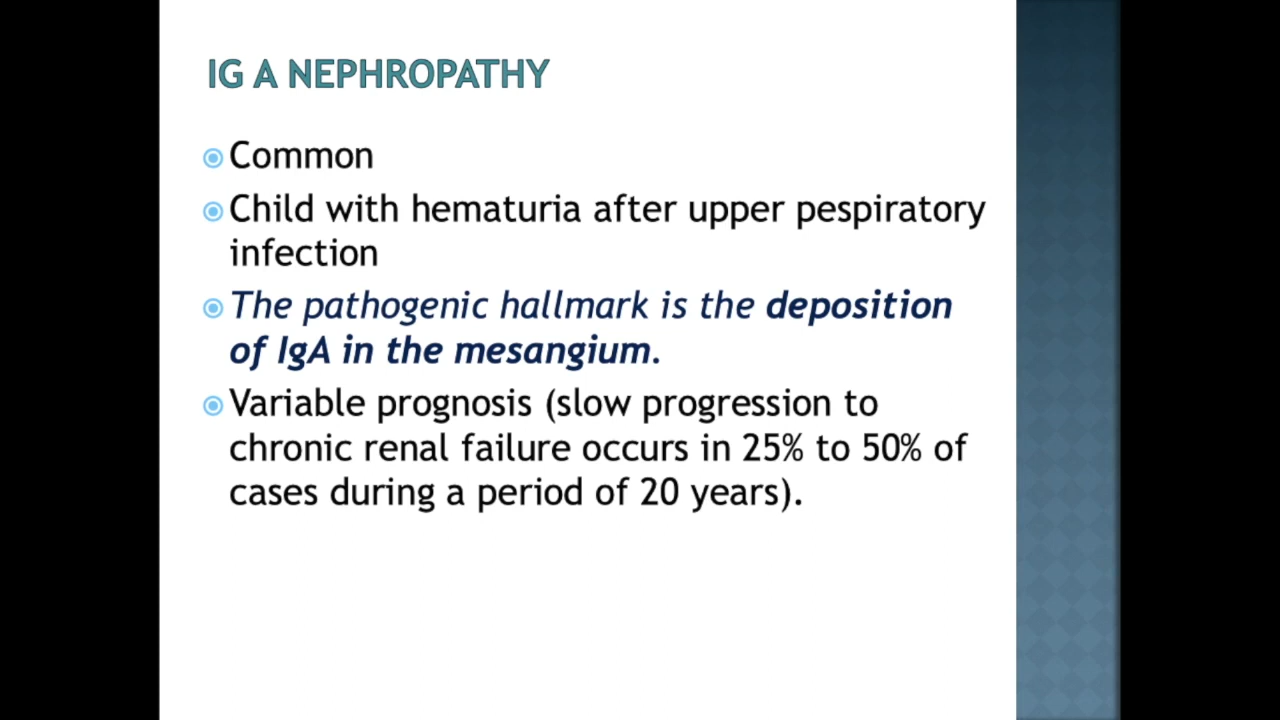 IG A NEPHROPATHY
Common
Child with hematuria after upper pespiratory
infection
The pathogenic hallmark is the deposition
of IgA in the mesangium.
Variable prognosis (slow progression to
chronic renal failure occurs in 25% to 50% of
cases during a period of 20 years).